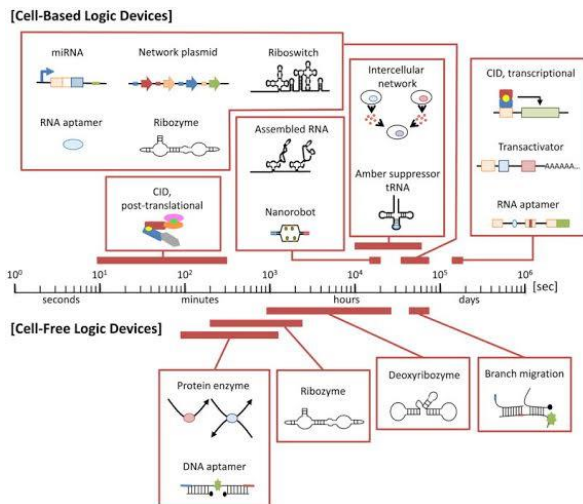 [Cell-Based Logic Devices]
miRNA
Network plasmid
Riboswitch
RNA aptamer
Ribozyme
Intercellular
network
Amber suppressor
tRNA
CID, transcriptional
Transactivator
AAAAAA...
RNA aptamer
Assembled RNA
Nanorobot
CID,
post-translational
10⁰ 10¹ 10² 10³ 10⁴ 10⁵ 10⁶
[sec]
seconds minutes hours days
[Cell-Free Logic Devices]
Protein enzyme
DNA aptamer
Ribozyme
Deoxyribozyme
Branch migration